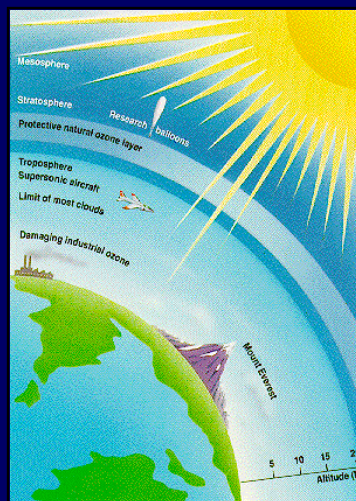 Mesosphere
Stratosphere
Research balloons
Protective natural ozone layer
Troposphere
Supersonic aircraft
Limit of most clouds
Damaging industrial ozone
Mount Everest
5 10 15
Altitude